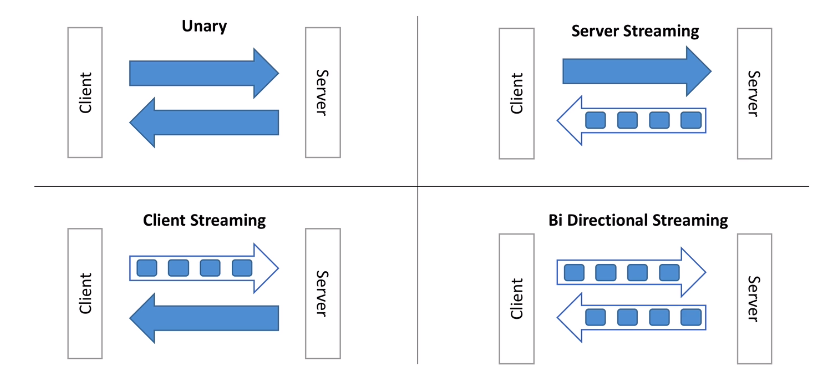 Unary
Client
Server
Server Streaming
Client
Server
Client Streaming
Client
Server
Bi Directional Streaming
Client
Server